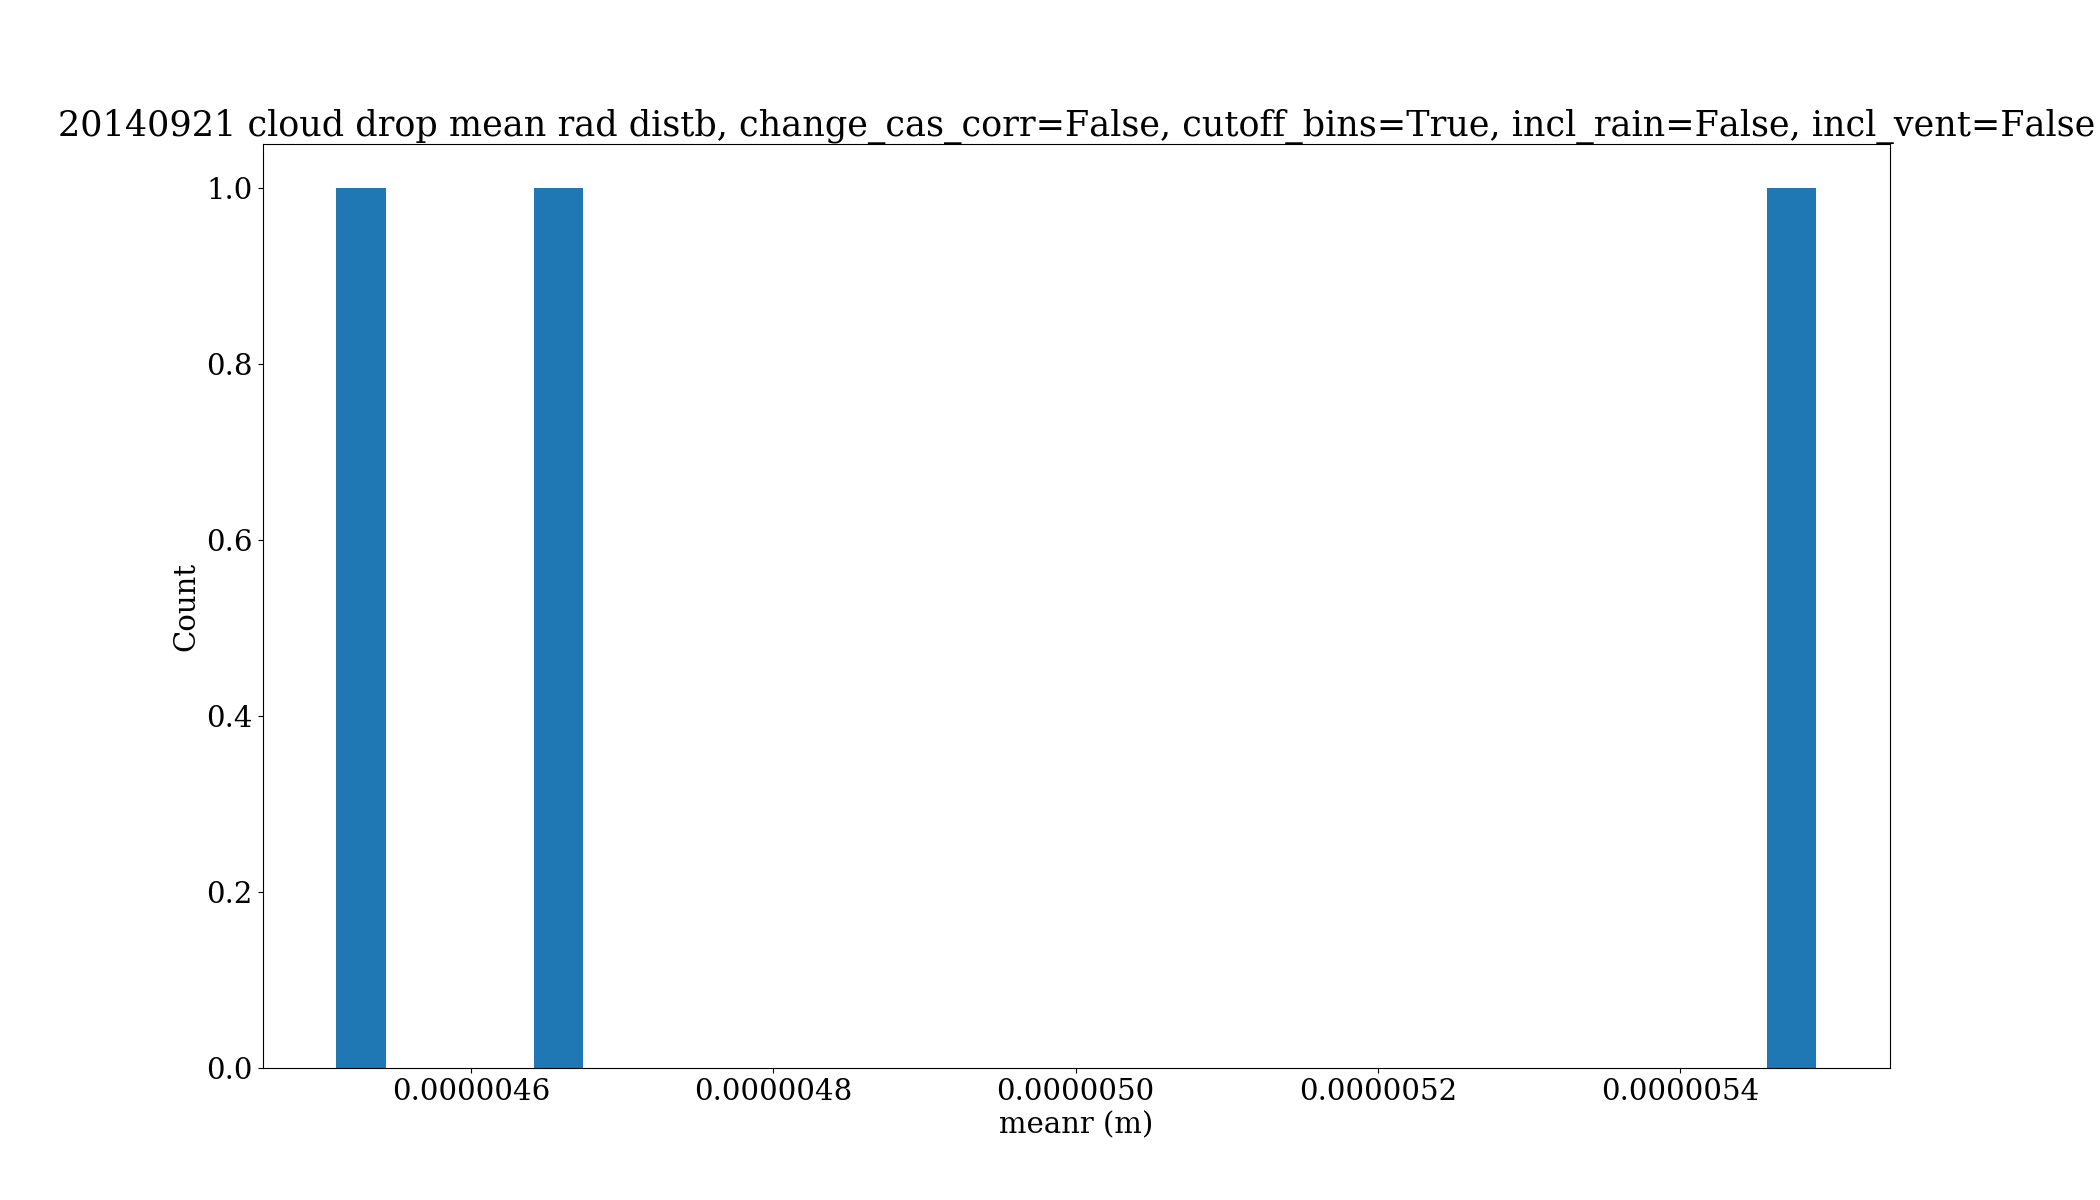 20140921 cloud drop mean rad distb, change_cas_corr=False, cutoff_bins=True, incl_rain=False, incl_vent=False
1.0
0.8
0.6
0.4
0.2
0.0
Count
0.0000046 0.0000048 0.0000050 0.0000052 0.0000054
meanr (m)